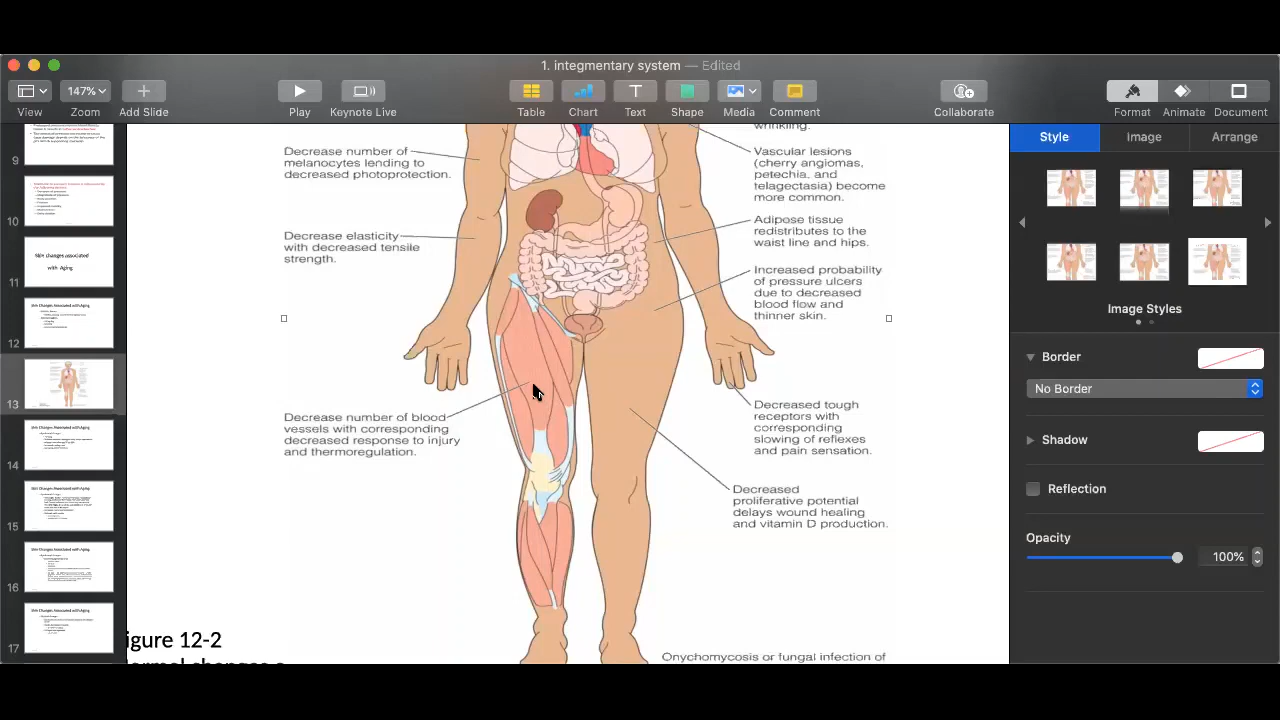 1. integmentary system — Edited
147%
View
Zoom
Add Slide
Play
Keynote Live
Table
Chart
Text
Shape
Media
Comment
Collaborate
Format
Animate
Document
9
10
Skin changes associated
with Aging
11
Skin Changes Associated with Aging
12
13
Skin Changes Associated with Aging
14
Skin Changes Associated with Aging
15
Skin Changes Associated with Aging
16
Skin Changes Associated with Aging
17
Decrease number of
melanocytes lending to
decreased photoprotection.
Decrease elasticity
with decreased tensile
strength.
Decrease number of blood
vessels with corresponding
decreased response to injury
and thermoregulation.
wrinkling.
Vascular lesions
(cherry angiomas,
petechia, and
telagectasia) become
more common.
Adipose tissue
redistributes to the
waist line and hips.
Increased probability
of pressure ulcers
due to decreased
blood flow and
thinner skin.
Decreased tough
receptors with
corresponding
slowing of reflexes
and pain sensation.
Decreased
proliferative potential
delays wound healing
and vitamin D production.
Onychomycosis or fungal infection of
igure 12-2
Style
Image
Arrange
Image Styles
Border
No Border
Shadow
Reflection
Opacity
100%